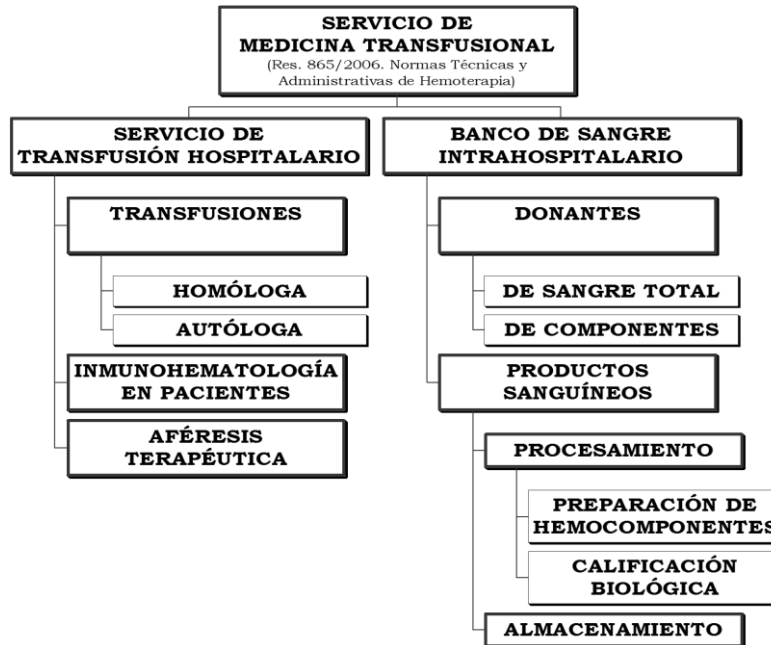 SERVICIO DE
MEDICINA TRANSFUSIONAL
(Res. 865/2006. Normas Técnicas y
Administrativas de Hemoterapia)
SERVICIO DE
TRANSFUSIÓN HOSPITALARIO
TRANSFUSIONES
HOMÓLOGA
AUTÓLOGA
INMUNOHEMATOLOGÍA
EN PACIENTES
AFÉRESIS
TERAPÉUTICA
BANCO DE SANGRE
INTRAHOSPITALARIO
DONANTES
DE SANGRE TOTAL
DE COMPONENTES
PRODUCTOS
SANGUÍNEOS
PROCESAMIENTO
PREPARACIÓN DE
HEMOCOMPONENTES
CALIFICACIÓN
BIOLÓGICA
ALMACENAMIENTO